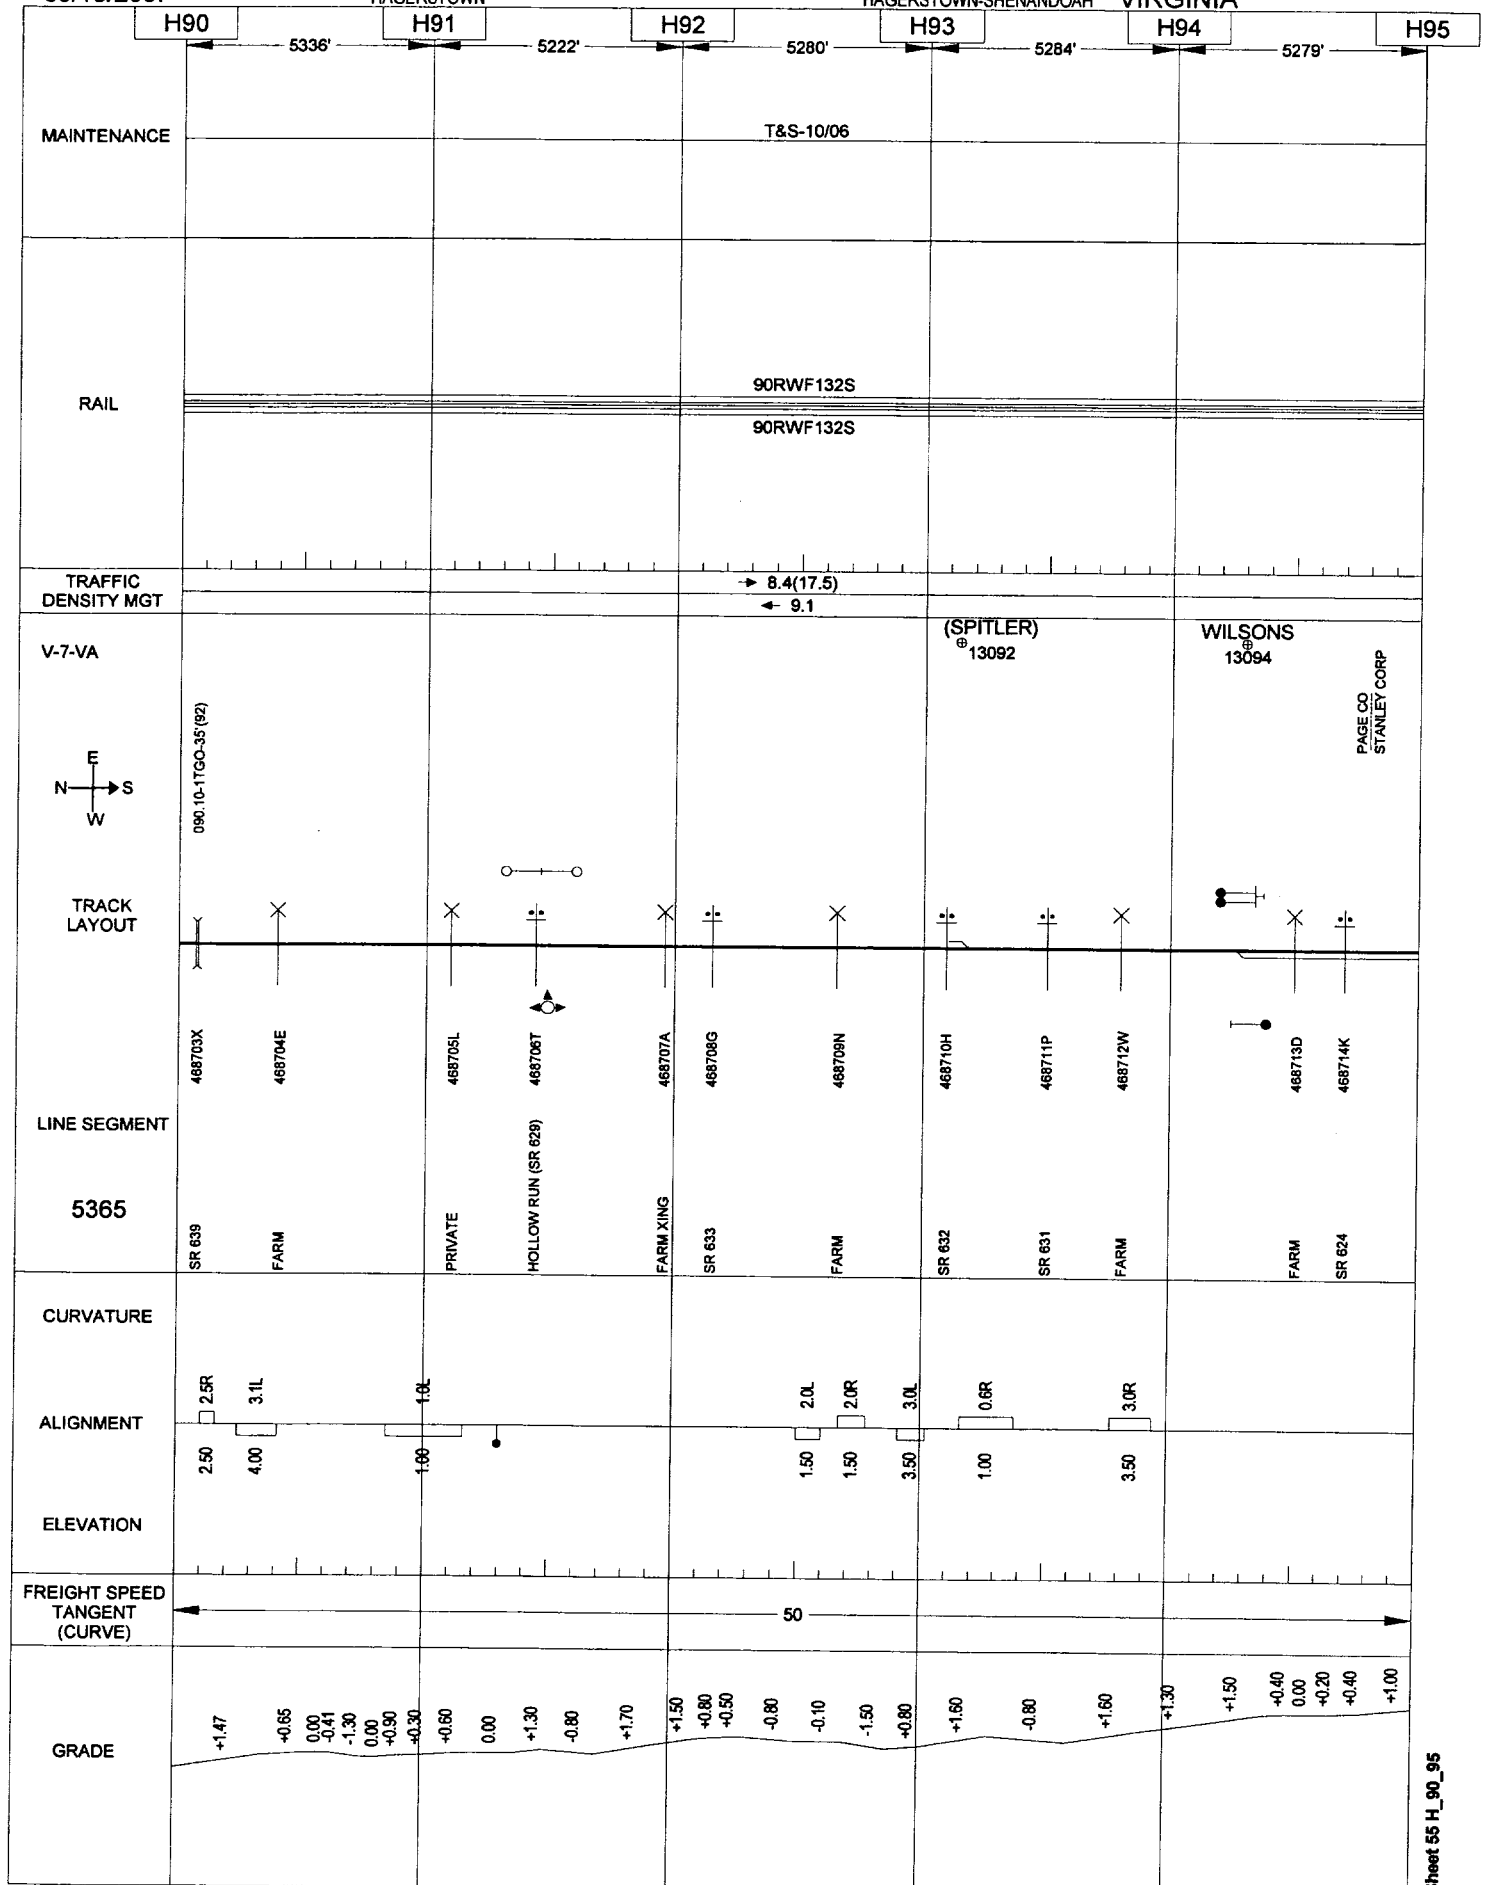 HAGERSTOWN
HAGERSTOWN-SHENANDOAH VIRGINIA
H90 H91 H92 H93 H94 H95
5336' 5222' 5280' 5284' 5279'
MAINTENANCE
T&S-10/06
RAIL
90RWF132S
90RWF132S
TRAFFIC
DENSITY MGT
8.4(17.5)
9.1
V-7-VA
(SPITLER)
13092
WILSONS
13094
PAGE CO
STANLEY CORP
090.10-1TGO-35'(92)
E
N S
W
TRACK
LAYOUT
468703X
468704E
468705L
468706T
468707A
468708G
468709N
468710H
468711P
468712W
468713D
468714K
LINE SEGMENT
5365
SR 639
FARM
PRIVATE
HOLLOW RUN (SR 629)
FARM XING
SR 633
FARM
SR 632
SR 631
FARM
FARM
SR 624
CURVATURE
2.5R
3.1L
1.0L
2.0L
2.0R
3.0L
0.6R
3.0R
ALIGNMENT
2.50
4.00
1.00
1.50
1.50
3.50
1.00
3.50
ELEVATION
FREIGHT SPEED
TANGENT
(CURVE)
50
GRADE
+1.47
+0.65
0.00
-0.41
-1.30
0.00
+0.90
+0.30
+0.60
0.00
+1.30
-0.80
+1.70
+1.50
+0.80
+0.50
-0.80
-0.10
-1.50
+0.80
+1.60
-0.80
+1.60
+1.30
+1.50
+0.40
0.00
+0.20
+0.40
+1.00
Sheet 55 H_90_95